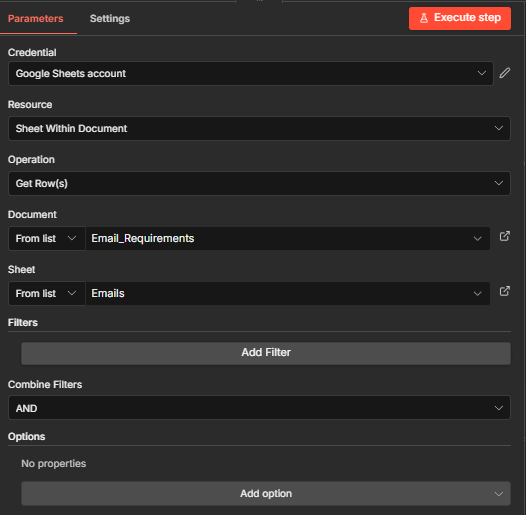 Parameters Settings Execute step
Credential
Google Sheets account
Resource
Sheet Within Document
Operation
Get Row(s)
Document
From list Email_Requirements
Sheet
From list Emails
Filters
Add Filter
Combine Filters
AND
Options
No properties
Add option